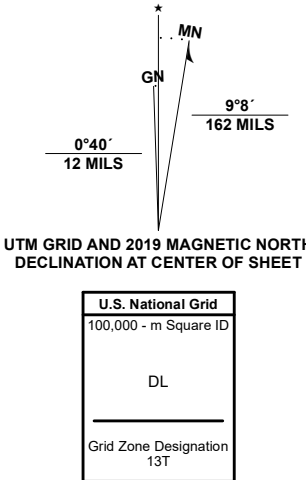 ★
MN
GN
9°8´
162 MILS
0°40´
12 MILS
UTM GRID AND 2019 MAGNETIC NORTH
DECLINATION AT CENTER OF SHEET
U.S. National Grid
100,000 - m Square ID
DL
Grid Zone Designation
13T